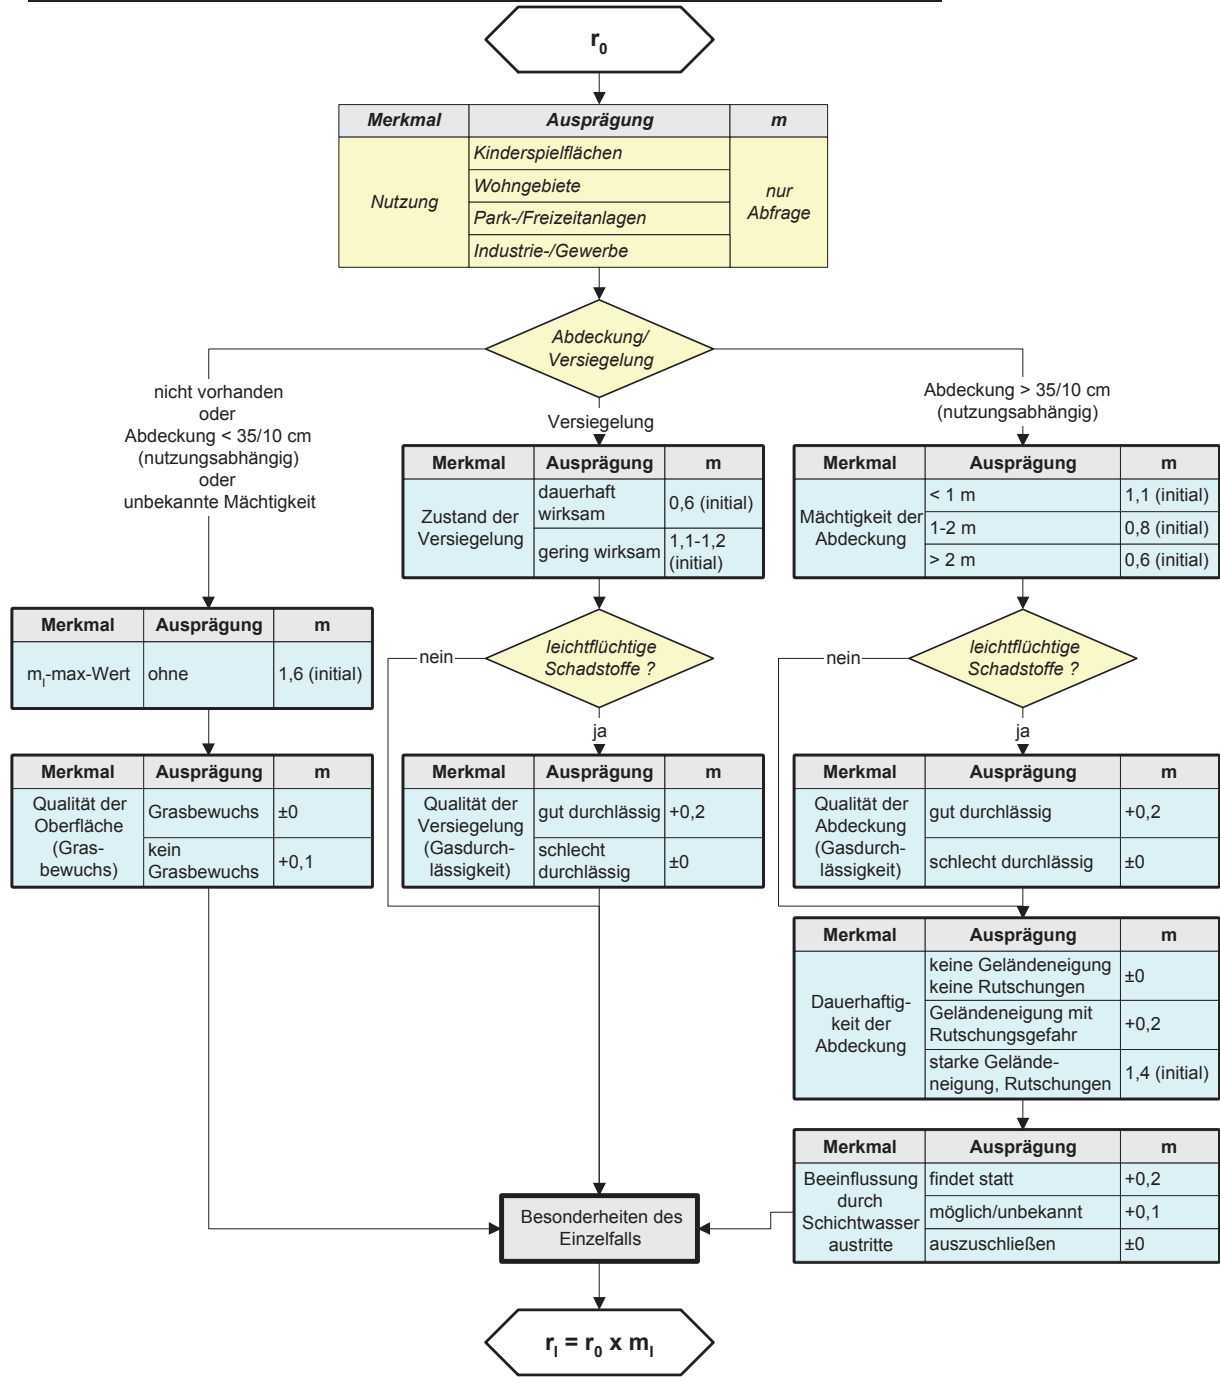 r0
Merkmal Ausprägung m
Nutzung
Kinderspielflächen
Wohngebiete
Park-/Freizeitanlagen
Industrie-/Gewerbe
nur
Abfrage
Abdeckung/
Versiegelung
nicht vorhanden
oder
Abdeckung < 35/10 cm
(nutzungsabhängig)
oder
unbekannte Mächtigkeit
Versiegelung
Abdeckung > 35/10 cm
(nutzungsabhängig)
Merkmal Ausprägung m
Zustand der
Versiegelung
dauerhaft
wirksam
0,6 (initial)
gering wirksam
1,1-1,2
(initial)
Merkmal Ausprägung m
Mächtigkeit der
Abdeckung
< 1 m 1,1 (initial)
1-2 m 0,8 (initial)
> 2 m 0,6 (initial)
Merkmal Ausprägung m
mI-max-Wert ohne 1,6 (initial)
nein
leichtflüchtige
Schadstoffe ?
ja
nein
leichtflüchtige
Schadstoffe ?
ja
Merkmal Ausprägung m
Qualität der
Oberfläche
(Gras-
bewuchs)
Grasbewuchs ±0
kein
Grasbewuchs
+0,1
Merkmal Ausprägung m
Qualität der
Versiegelung
(Gasdurch-
lässigkeit)
gut durchlässig +0,2
schlecht
durchlässig
±0
Merkmal Ausprägung m
Qualität der
Abdeckung
(Gasdurch-
lässigkeit)
gut durchlässig +0,2
schlecht durchlässig ±0
Merkmal Ausprägung m
Dauerhaftig-
keit der
Abdeckung
keine Geländeneigung
keine Rutschungen
±0
Geländeneigung mit
Rutschungsgefahr
+0,2
starke Gelände-
neigung, Rutschungen
1,4 (initial)
Merkmal Ausprägung m
Beeinflussung
durch
Schichtwasser
austritte
findet statt +0,2
möglich/unbekannt +0,1
auszuschließen ±0
Besonderheiten des
Einzelfalls
rI = r0 x mI